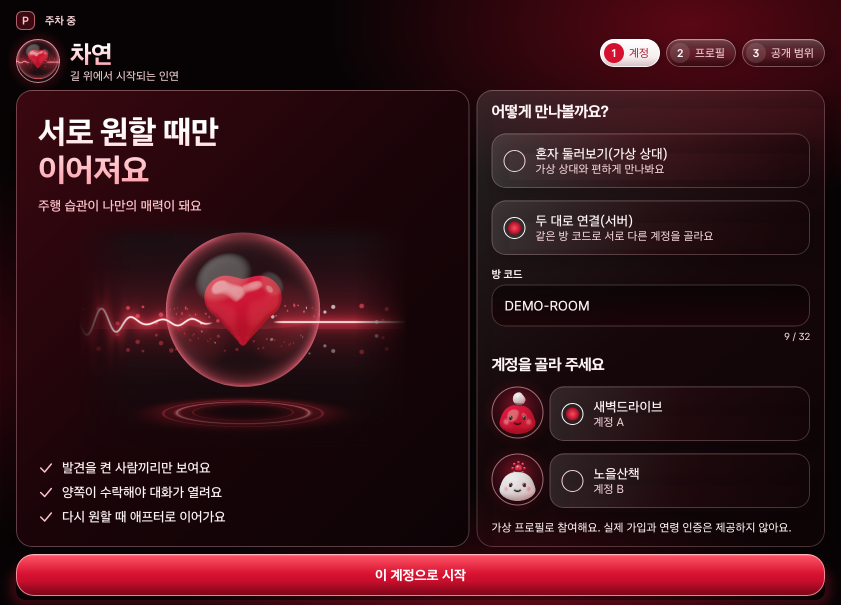 P 주차 중
차연
길 위에서 시작되는 인연
1 계정 2 프로필 3 공개 범위
서로 원할 때만
이어져요
주행 습관이 나만의 매력이 돼요
발견을 켠 사람끼리만 보여요
양쪽이 수락해야 대화가 열려요
다시 원할 때 애프터로 이어가요
어떻게 만나볼까요?
혼자 둘러보기(가상 상대)
가상 상대와 편하게 만나봐요
두 대로 연결(서버)
같은 방 코드로 서로 다른 계정을 골라요
방 코드
DEMO-ROOM
9 / 32
계정을 골라 주세요
새벽드라이브
계정 A
노을산책
계정 B
가상 프로필로 참여해요. 실제 가입과 연령 인증은 제공하지 않아요.
이 계정으로 시작